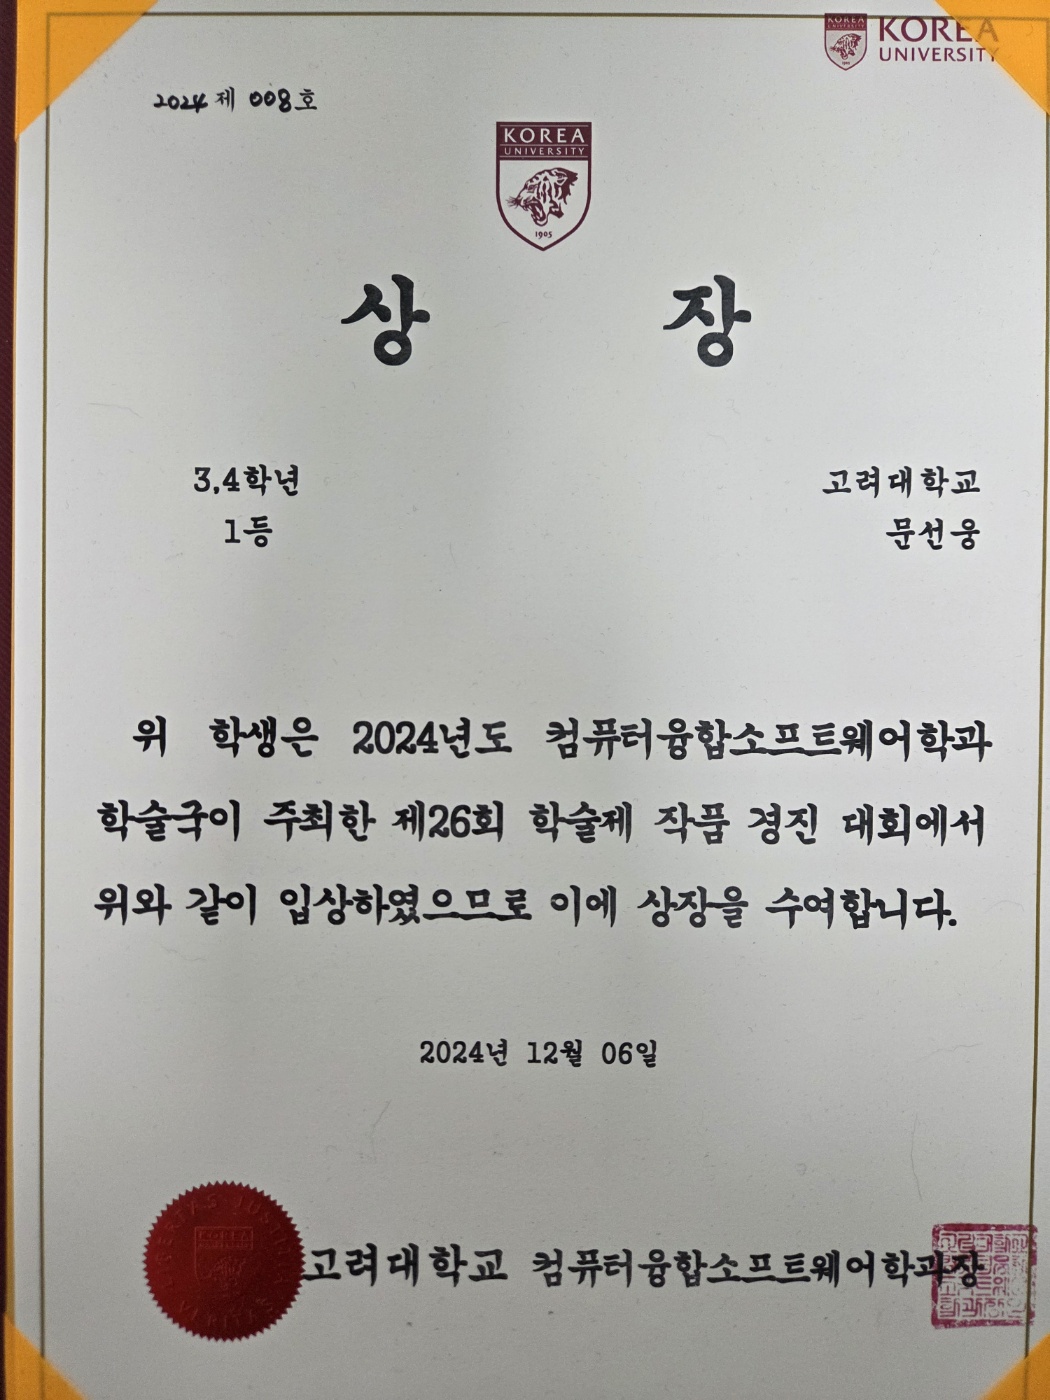 KOREA
UNIVERSITY
2024 제 008호
KOREA
UNIVERSITY
1905
상 장
3,4학년 고려대학교
1등 문선웅
위 학생은 2024년도 컴퓨터융합소프트웨어학과
학술국이 주최한 제26회 학술제 작품 경진 대회에서
위와 같이 입상하였으므로 이에 상장을 수여합니다.
2024년 12월 06일
고려대학교 컴퓨터융합소프트웨어학과장